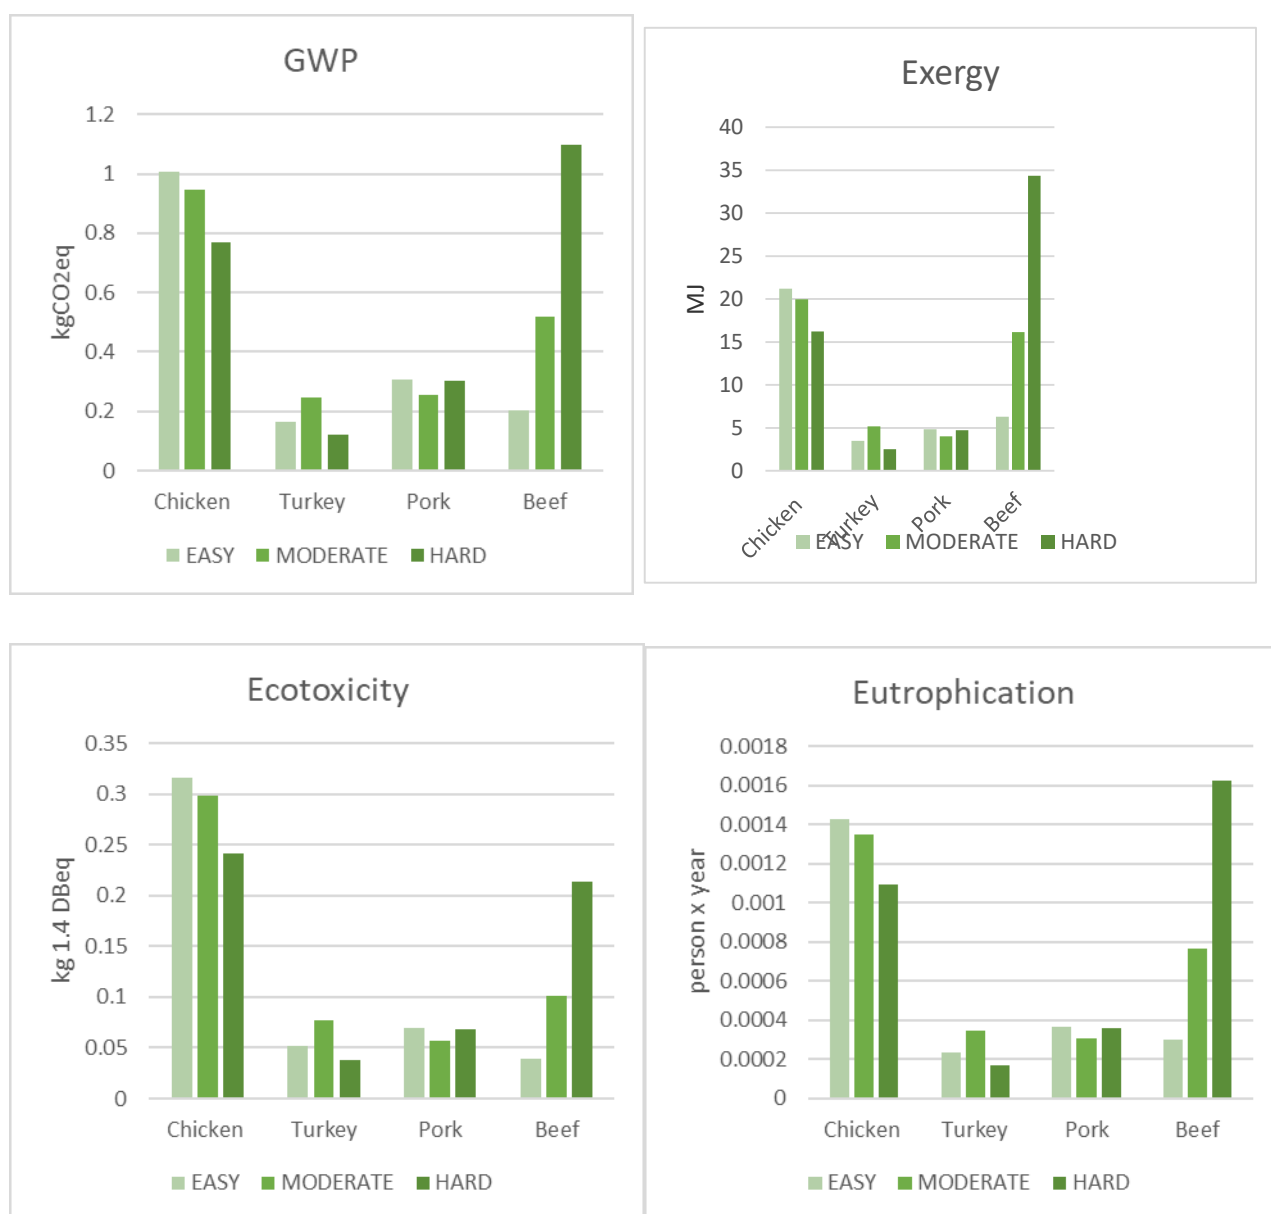 GWP
kgCO2eq
1.2
1
0.8
0.6
0.4
0.2
0
Chicken Turkey Pork Beef
EASY MODERATE HARD
Exergy
MJ
40
35
30
25
20
15
10
5
0
Chicken Turkey Pork Beef
EASY MODERATE HARD
Ecotoxicity
kg 1.4 DBeq
0.35
0.3
0.25
0.2
0.15
0.1
0.05
0
Chicken Turkey Pork Beef
EASY MODERATE HARD
Eutrophication
person x year
0.0018
0.0016
0.0014
0.0012
0.001
0.0008
0.0006
0.0004
0.0002
0
Chicken Turkey Pork Beef
EASY MODERATE HARD